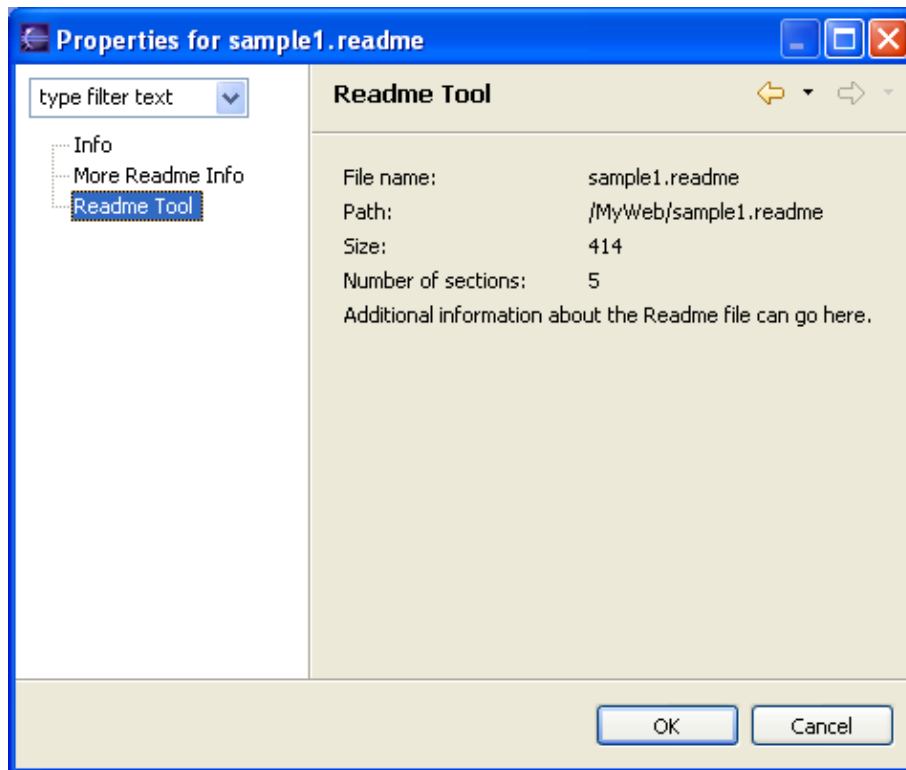 Properties for sample1.readme
type filter text
Info
More Readme Info
Readme Tool
Readme Tool
File name: sample1.readme
Path: /MyWeb/sample1.readme
Size: 414
Number of sections: 5
Additional information about the Readme file can go here.
OK Cancel